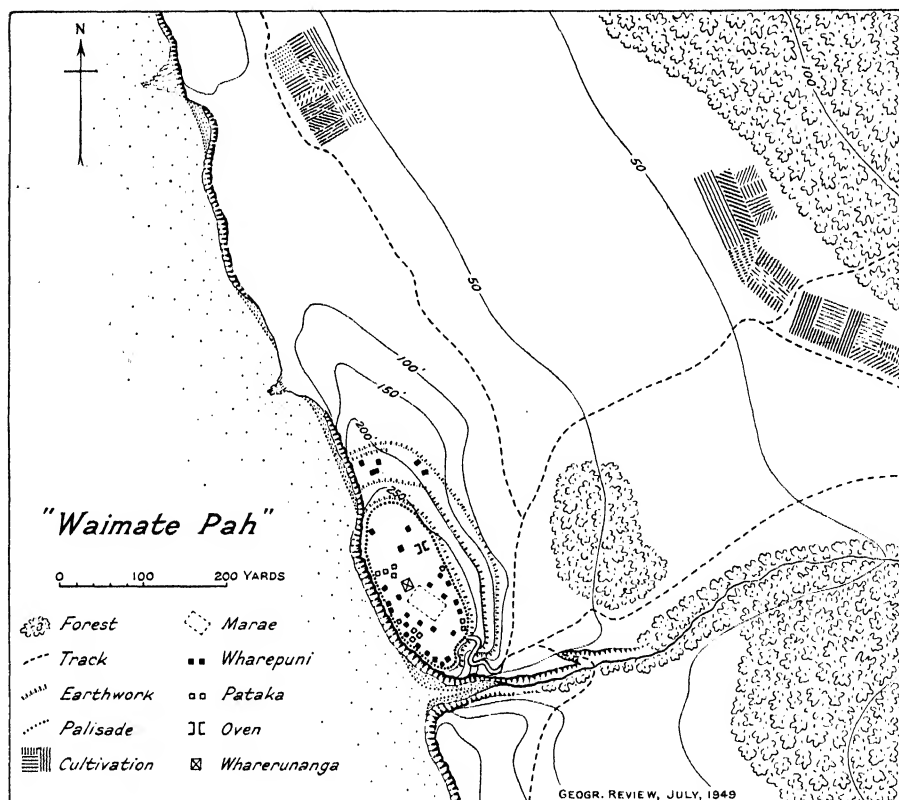 N
100
50
50
100'
150'
200'
250'
"Waimate Pah"
0 100 200 YARDS
Forest
Track
Earthwork
Palisade
Cultivation
Marae
Wharepuni
Pataka
Oven
Wharerunanga
GEOGR. REVIEW, JULY, 1949